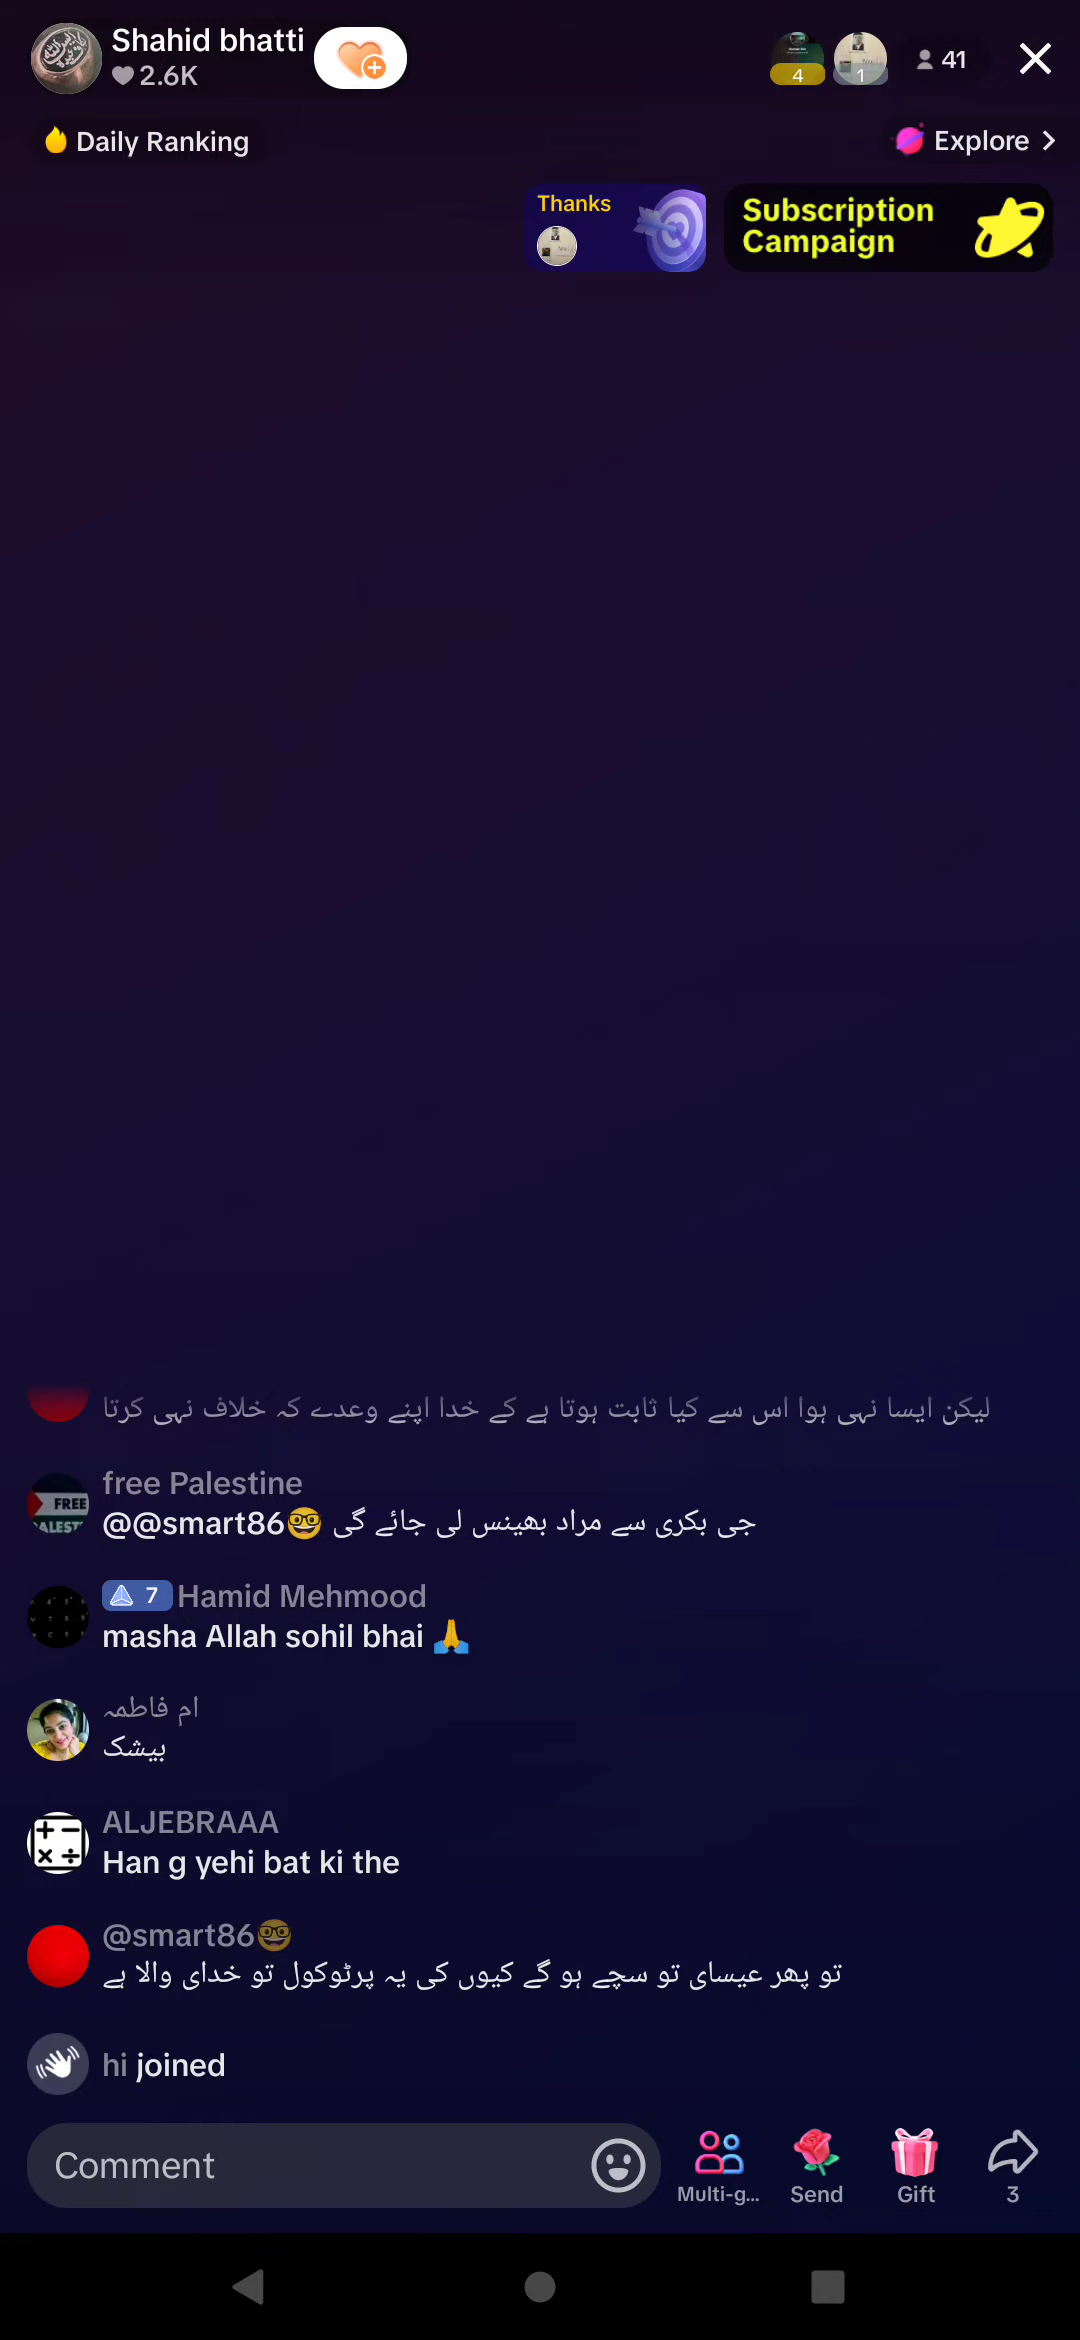 Shahid bhatti
2.6K
4
1
41
Daily Ranking
Explore
Thanks
Subscription
Campaign
لیکن ایسا نہی ہوا اس سے کیا ثابت ہوتا ہے کے خدا اپنے وعدے کہ خلاف نہی کرتا
free Palestine
FREE
@@smart86🤓 جی بکری سے مراد بھینس لی جائے گی
7 Hamid Mehmood
masha Allah sohil bhai 🙏
ام فاطمہ
بیشک
ALJEBRAAA
Han g yehi bat ki the
@smart86🤓
تو پھر عیسای تو سچے ہو گے کیوں کی یہ پرٹوکول تو خدای والا ہے
hi joined
Comment
Multi-g...
Send
Gift
3